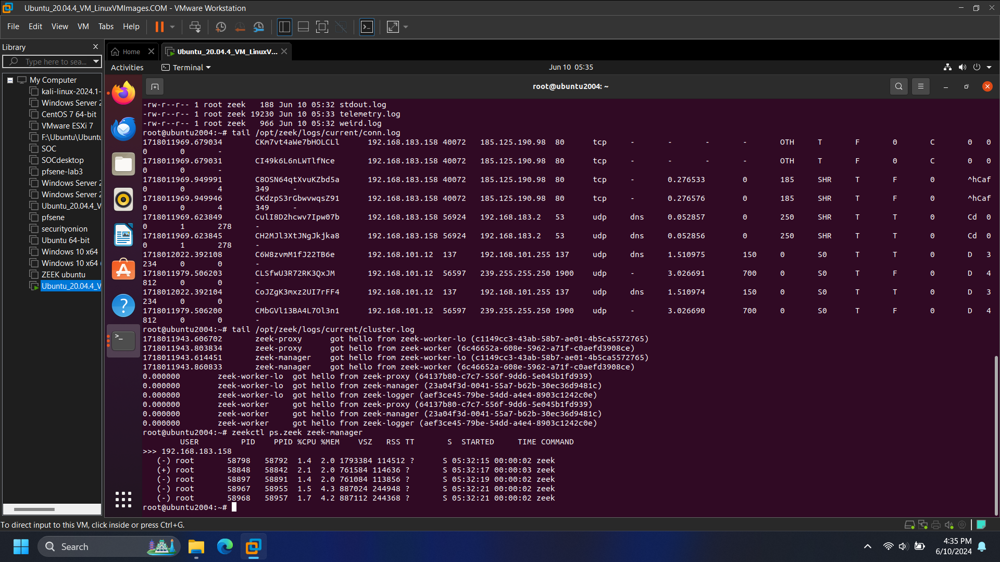 Ubuntu_20.04.4_VM_LinuxVMImages.COM - VMware Workstation
File Edit View VM Tabs Help
Library
Type here to sea...
My Computer
kali-linux-2024.1-
Windows Server 2
CentOS 7 64-bit
VMware ESXi 7
F:\Ubuntu\Ubuntu
SOC
SOCdesktop
pfsene-lab3
Windows Server 2
Windows Server 2
Ubuntu_20.04.4_V
pfsene
securityonion
Ubuntu 64-bit
Windows 10 x64
Windows 10 x64
ZEEK ubuntu
Ubuntu_20.04.4_V
Home Ubuntu_20.04.4_VM_LinuxV...
Activities Terminal Jun 10 05:35
root@ubuntu2004: ~
-rw-r--r-- 1 root zeek 188 Jun 10 05:32 stdout.log
-rw-r--r-- 1 root zeek 19230 Jun 10 05:33 telemetry.log
-rw-r--r-- 1 root zeek 966 Jun 10 05:32 weird.log
root@ubuntu2004:~# tail /opt/zeek/logs/current/conn.log
1718011969.679034 CKm7vt4aWe7bHOLCLl 192.168.183.158 40072 185.125.190.98 80 tcp - - - - OTH T F 0 C 0 0
0 0 -
1718011969.679031 CI49k6L6nLWTlfNce 192.168.183.158 40072 185.125.190.98 80 tcp - - - - OTH T F 0 C 0 0
0 0 -
1718011969.949991 C8OSN64qtXvuKZbd5a 192.168.183.158 40072 185.125.190.98 80 tcp - 0.276533 0 185 SHR T F 0 ^hCaf
0 0 4 349 -
1718011969.949946 CKdzpS3rGbwvwqsZ91 192.168.183.158 40072 185.125.190.98 80 tcp - 0.276576 0 185 SHR T F 0 ^hCaf
0 0 4 349 -
1718011969.623849 CulI8D2hcwv7Ipw07b 192.168.183.158 56924 192.168.183.2 53 udp dns 0.052857 0 250 SHR T T 0 Cd 0
0 1 278 -
1718011969.623845 CH2MJl3XtJNgJkjka8 192.168.183.158 56924 192.168.183.2 53 udp dns 0.052856 0 250 SHR T T 0 Cd 0
0 1 278 -
1718012022.392108 C6W8zvmM1fJ22TB6e 192.168.101.12 137 192.168.101.255 137 udp dns 1.510975 150 0 S0 T T 0 D 3
234 0 0 -
1718011979.506203 CLSfwU3R72RK3QxJM 192.168.101.12 56597 239.255.255.250 1900 udp - 3.026691 700 0 S0 T F 0 D 4
812 0 0 -
1718012022.392104 CoJZgK3mxz2UI7rFF4 192.168.101.12 137 192.168.101.255 137 udp dns 1.510974 150 0 S0 T T 0 D 3
234 0 0 -
1718011979.506200 CMbGVl13BA4L7Ol3n1 192.168.101.12 56597 239.255.255.250 1900 udp - 3.026690 700 0 S0 T F 0 D 4
812 0 0 -
root@ubuntu2004:~# tail /opt/zeek/logs/current/cluster.log
1718011943.606702 zeek-proxy got hello from zeek-worker-lo (c1149cc3-43ab-58b7-ae01-4b5ca5572765)
1718011943.803834 zeek-proxy got hello from zeek-worker (6c46652a-608e-5962-a71f-c0aefd3908ce)
1718011943.614451 zeek-manager got hello from zeek-worker-lo (c1149cc3-43ab-58b7-ae01-4b5ca5572765)
1718011943.860833 zeek-manager got hello from zeek-worker (6c46652a-608e-5962-a71f-c0aefd3908ce)
0.000000 zeek-worker-lo got hello from zeek-proxy (64137b80-c7c7-556f-9dd6-5e045b1fd939)
0.000000 zeek-worker-lo got hello from zeek-manager (23a04f3d-0041-55a7-b62b-30ec36d9481c)
0.000000 zeek-worker-lo got hello from zeek-logger (aef3ce45-79be-54dd-a4e4-8903c1242c0e)
0.000000 zeek-worker got hello from zeek-proxy (64137b80-c7c7-556f-9dd6-5e045b1fd939)
0.000000 zeek-worker got hello from zeek-manager (23a04f3d-0041-55a7-b62b-30ec36d9481c)
0.000000 zeek-worker got hello from zeek-logger (aef3ce45-79be-54dd-a4e4-8903c1242c0e)
root@ubuntu2004:~# zeekctl ps.zeek zeek-manager
USER PID PPID %CPU %MEM VSZ RSS TT S STARTED TIME COMMAND
>>> 192.168.183.158
(-) root 58798 58792 1.4 2.0 1793384 114512 ? S 05:32:15 00:00:02 zeek
(+) root 58848 58842 2.1 2.0 761584 114636 ? S 05:32:17 00:00:03 zeek
(-) root 58897 58891 1.4 2.0 761084 113856 ? S 05:32:19 00:00:02 zeek
(-) root 58967 58955 1.5 4.3 887024 244948 ? S 05:32:21 00:00:02 zeek
(-) root 58968 58957 1.7 4.2 887112 244368 ? S 05:32:21 00:00:02 zeek
root@ubuntu2004:~#
To direct input to this VM, click inside or press Ctrl+G.
Search
4:35 PM
6/10/2024